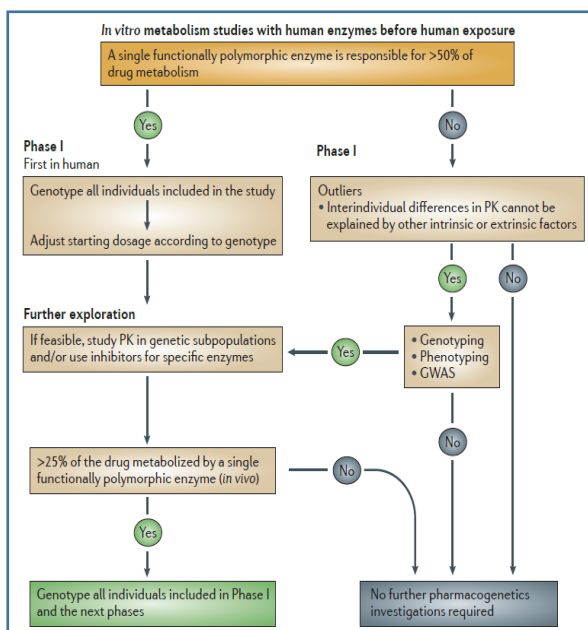 In vitro metabolism studies with human enzymes before human exposure
A single functionally polymorphic enzyme is responsible for >50% of
drug metabolism
Yes
No
Phase I
First in human
Phase I
Genotype all individuals included in the study
Adjust starting dosage according to genotype
Outliers
• Interindividual differences in PK cannot be
explained by other intrinsic or extrinsic factors
Yes
No
Further exploration
If feasible, study PK in genetic subpopulations
and/or use inhibitors for specific enzymes
Yes
• Genotyping
• Phenotyping
• GWAS
No
>25% of the drug metabolized by a single
functionally polymorphic enzyme (in vivo)
No
Yes
Genotype all individuals included in Phase I
and the next phases
No further pharmacogenetics
investigations required